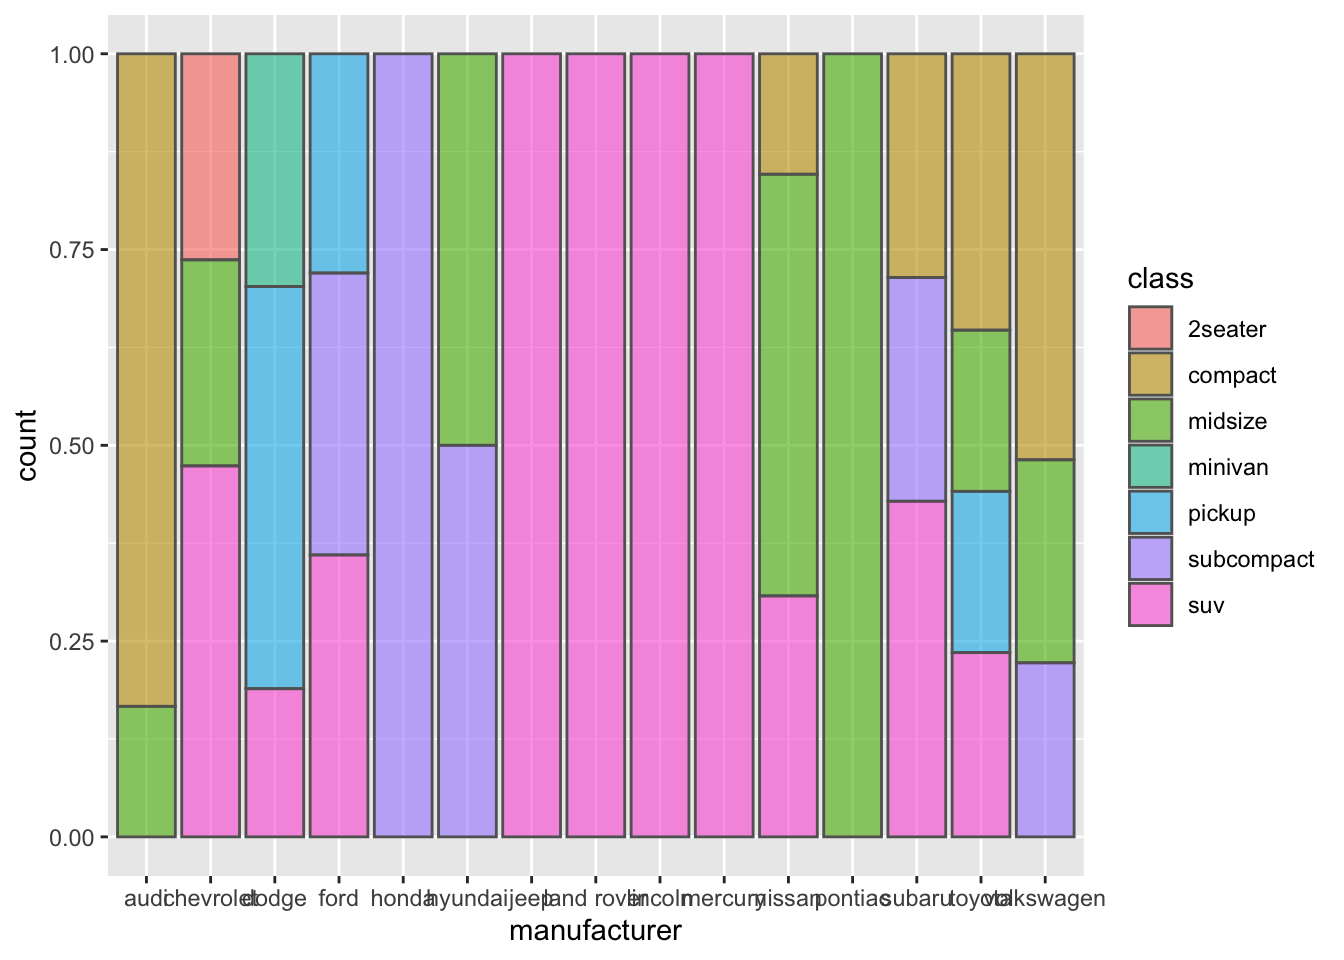 1.00
0.75
0.50
0.25
0.00
count
audi chevrolet dodge ford honda hyundai jeep land rover lincoln mercury nissan pontiac subaru toyota volkswagen
manufacturer
class
2seater
compact
midsize
minivan
pickup
subcompact
suv